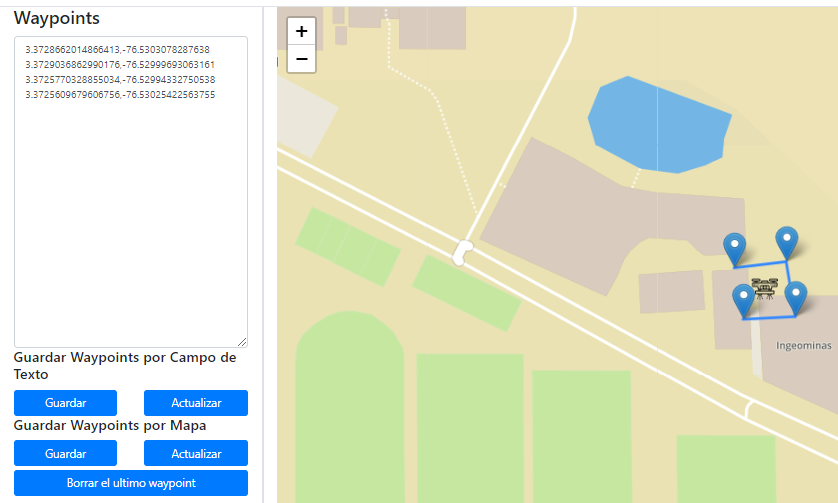 Waypoints
3.3728662014866413,-76.5303078287638
3.3729036862990176,-76.52999693063161
3.3725770328855034,-76.52994332750538
3.3725609679606756,-76.53025422563755
Guardar Waypoints por Campo de
Texto
Guardar Actualizar
Guardar Waypoints por Mapa
Guardar Actualizar
Borrar el ultimo waypoint
+
−
Ingeominas